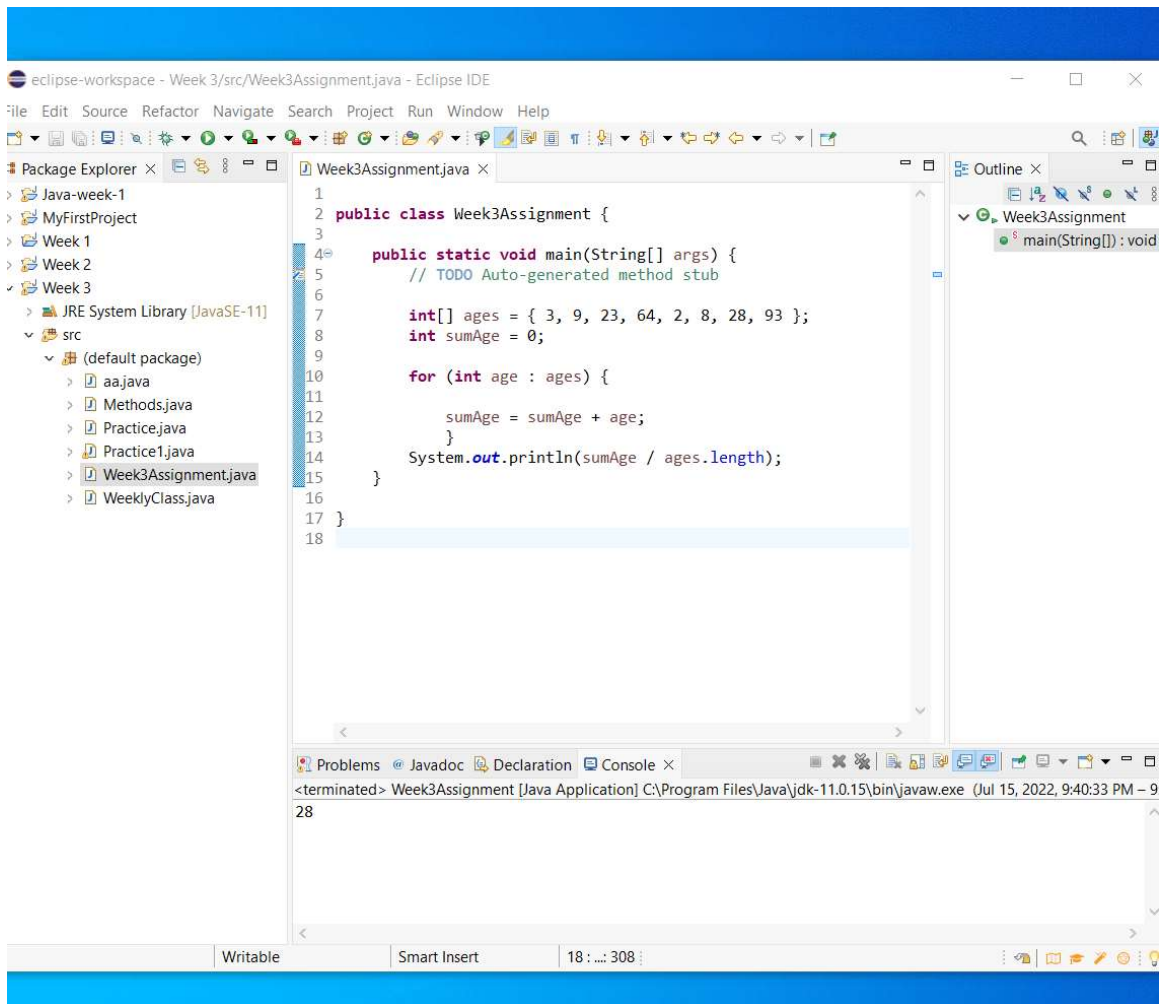 eclipse-workspace - Week 3/src/Week3Assignment.java - Eclipse IDE
File Edit Source Refactor Navigate Search Project Run Window Help
Package Explorer
Java-week-1
MyFirstProject
Week 1
Week 2
Week 3
JRE System Library [JavaSE-11]
src
(default package)
aa.java
Methods.java
Practice.java
Practice1.java
Week3Assignment.java
WeeklyClass.java
Week3Assignment.java
1
2 public class Week3Assignment {
3
4 public static void main(String[] args) {
5 // TODO Auto-generated method stub
6
7 int[] ages = { 3, 9, 23, 64, 2, 8, 28, 93 };
8 int sumAge = 0;
9
10 for (int age : ages) {
11
12 sumAge = sumAge + age;
13 }
14 System.out.println(sumAge / ages.length);
15 }
16
17 }
18
Outline
Week3Assignment
main(String[]) : void
Problems Javadoc Declaration Console
<terminated> Week3Assignment [Java Application] C:\Program Files\Java\jdk-11.0.15\bin\javaw.exe (Jul 15, 2022, 9:40:33 PM – 9
28
Writable Smart Insert 18 : ...: 308